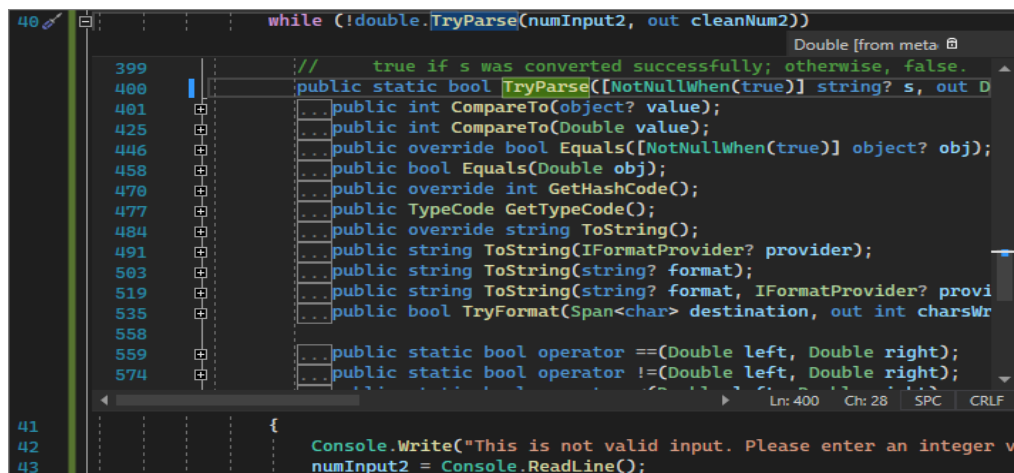 40 while (!double.TryParse(numInput2, out cleanNum2))
Double [from meta
399 // true if s was converted successfully; otherwise, false.
400 public static bool TryParse([NotNullWhen(true)] string? s, out D
401 ...public int CompareTo(object? value);
425 ...public int CompareTo(Double value);
446 ...public override bool Equals([NotNullWhen(true)] object? obj);
458 ...public bool Equals(Double obj);
470 ...public override int GetHashCode();
477 ...public TypeCode GetTypeCode();
484 ...public override string ToString();
491 ...public string ToString(IFormatProvider? provider);
503 ...public string ToString(string? format);
519 ...public string ToString(string? format, IFormatProvider? provi
535 ...public bool TryFormat(Span<char> destination, out int charsWr
558
559 ...public static bool operator ==(Double left, Double right);
574 ...public static bool operator !=(Double left, Double right);
Ln: 400 Ch: 28 SPC CRLF
41 {
42 Console.Write("This is not valid input. Please enter an integer v
43 numInput2 = Console.ReadLine();